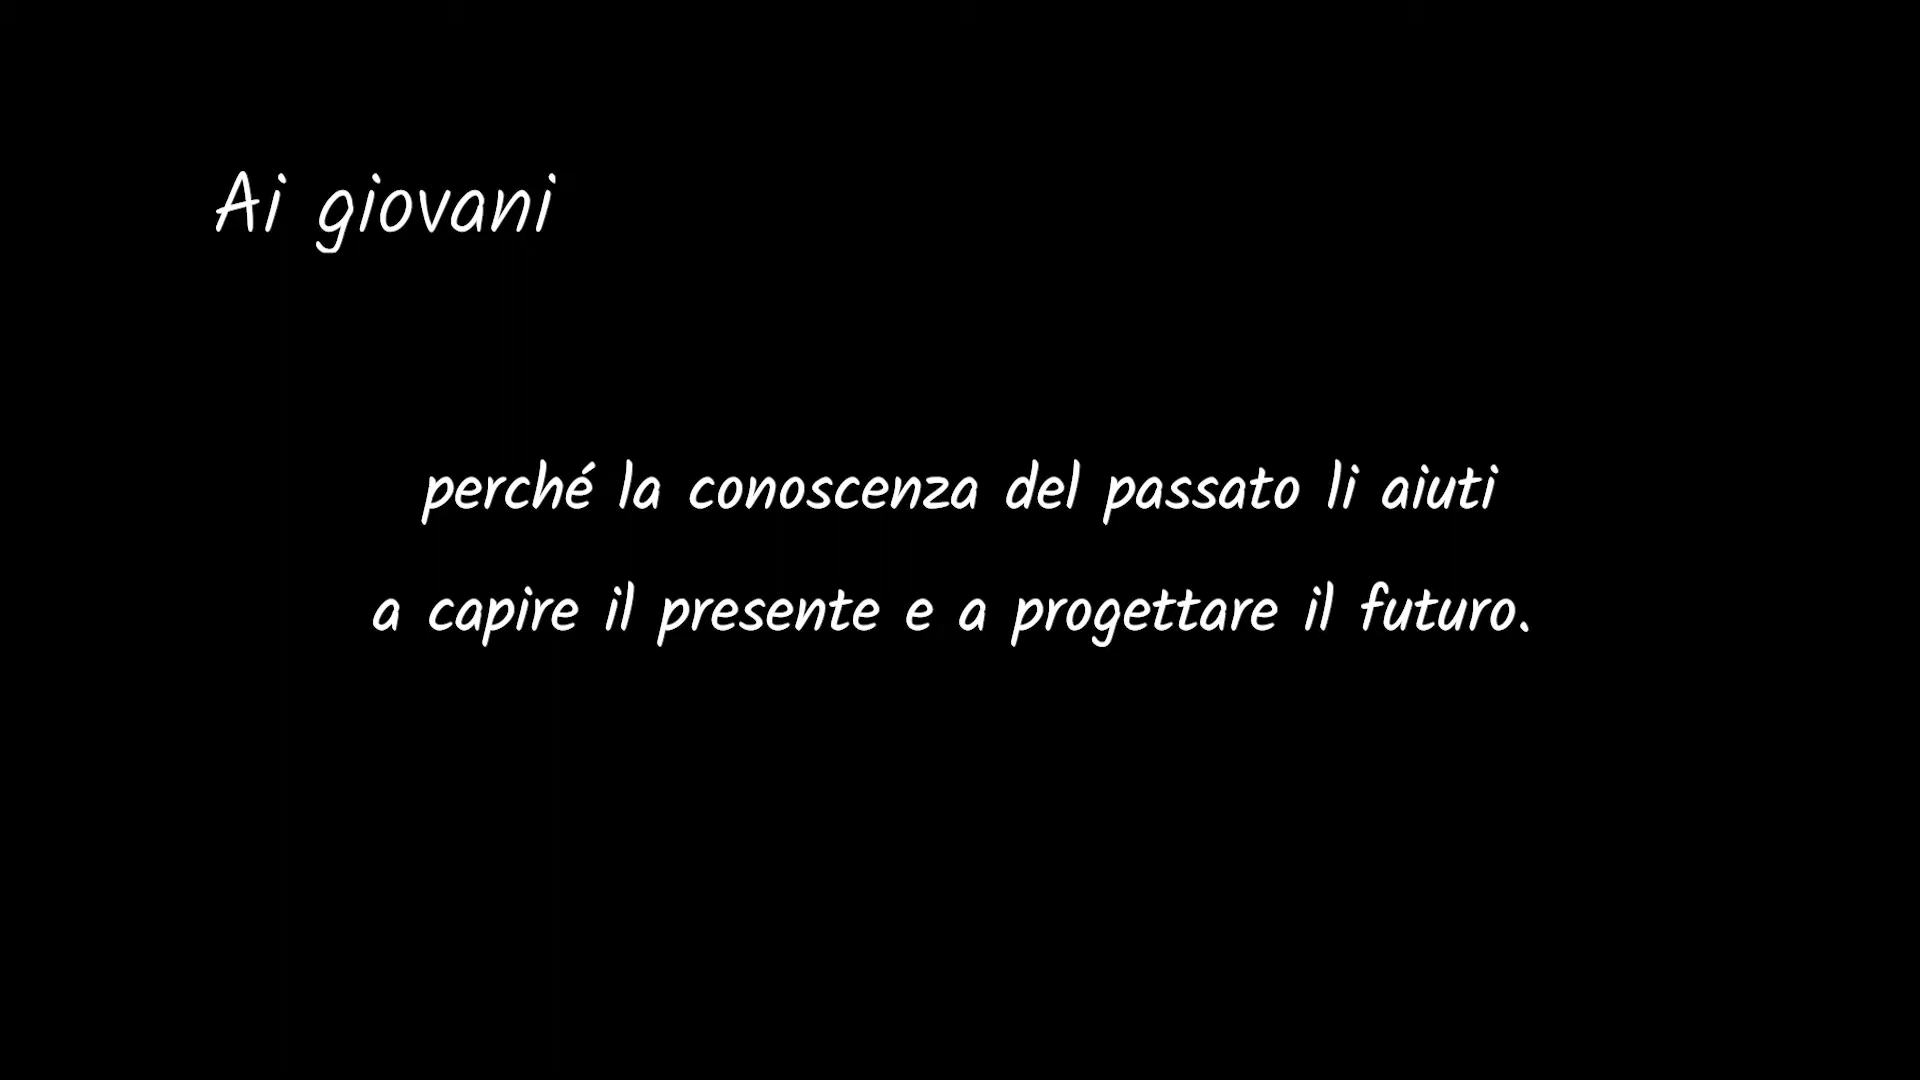 Ai giovani
perché la conoscenza del passato li aiuti
a capire il presente e a progettare il futuro.